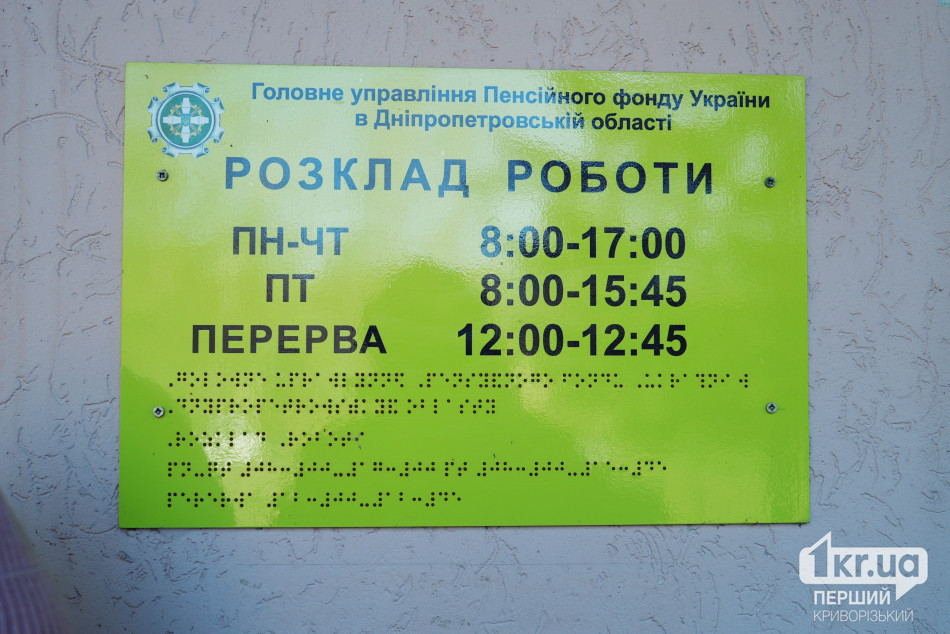 Головне управління Пенсійного фонду України
в Дніпропетровській області
РОЗКЛАД РОБОТИ
ПН-ЧТ 8:00-17:00
ПТ 8:00-15:45
ПЕРЕРВА 12:00-12:45
1kr.ua
ПЕРШИЙ
КРИВОРІЗЬКИЙ